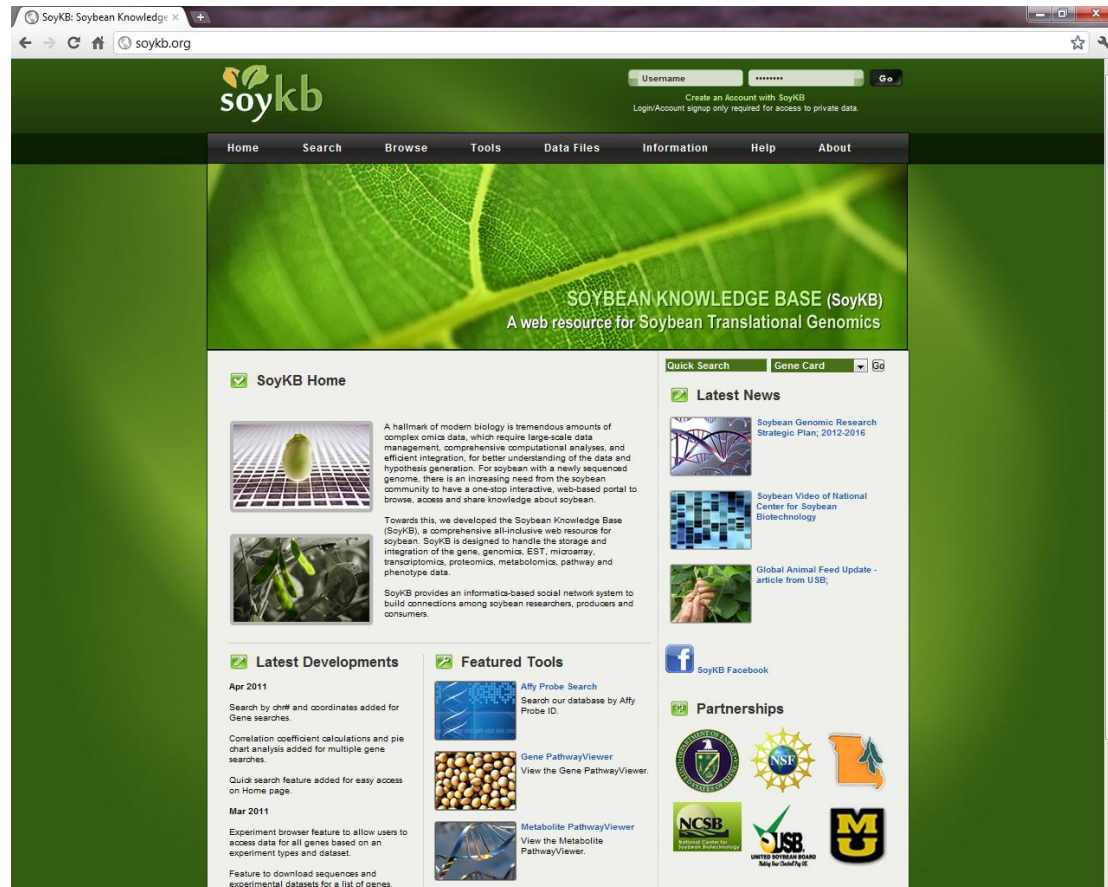 SoyKB: Soybean Knowledge
soykb.org
soykb
Username
Go
Create an Account with SoyKB
Login/Account signup only required for access to private data.
Home Search Browse Tools Data Files Information Help About
SOYBEAN KNOWLEDGE BASE (SoyKB)
A web resource for Soybean Translational Genomics
SoyKB Home
A hallmark of modern biology is tremendous amounts of
complex omics data, which require large-scale data
management, comprehensive computational analyses, and
efficient integration, for better understanding of the data and
hypothesis generation. For soybean with a newly sequenced
genome, there is an increasing need from the soybean
community to have a one-stop interactive, web-based portal to
browse, access and share knowledge about soybean.
Towards this, we developed the Soybean Knowledge Base
(SoyKB), a comprehensive all-inclusive web resource for
soybean. SoyKB is designed to handle the storage and
integration of the gene, genomics, EST, microarray,
transcriptomics, proteomics, metabolomics, pathway and
phenotype data.
SoyKB provides an informatics-based social network system to
build connections among soybean researchers, producers and
consumers.
Latest Developments
Apr 2011
Search by chr# and coordinates added for
Gene searches.
Correlation coefficient calculations and pie
chart analysis added for multiple gene
searches.
Quick search feature added for easy access
on Home page.
Mar 2011
Experiment browser feature to allow users to
access data for all genes based on an
experiment types and dataset.
Feature to download sequences and
experimental datasets for a list of genes.
Featured Tools
Affy Probe Search
Search our database by Affy
Probe ID.
Gene PathwayViewer
View the Gene PathwayViewer.
Metabolite PathwayViewer
View the Metabolite
PathwayViewer.
Quick Search Gene Card Go
Latest News
Soybean Genomic Research
Strategic Plan; 2012-2016
Soybean Video of National
Center for Soybean
Biotechnology
Global Animal Feed Update -
article from USB;
SoyKB Facebook
Partnerships
NSF
NCSB
National Center for
Soybean Biotechnology
USB
UNITED SOYBEAN BOARD